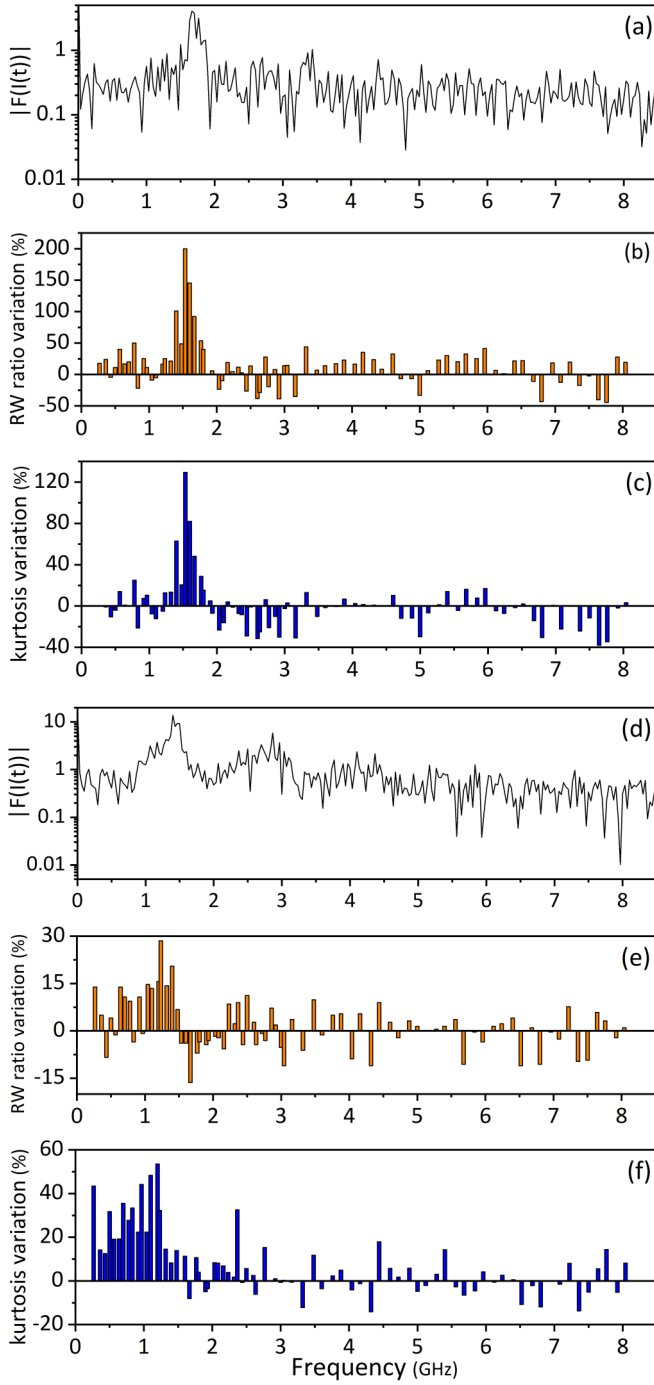 (a)
|F(I(t))|
1
0.1
0.01
0 1 2 3 4 5 6 7 8
(b)
RW ratio variation (%)
200
150
100
50
0
-50
0 1 2 3 4 5 6 7 8
(c)
kurtosis variation (%)
120
80
40
0
-40
0 1 2 3 4 5 6 7 8
(d)
|F(I(t))|
10
1
0.1
0.01
0 1 2 3 4 5 6 7 8
(e)
RW ratio variation (%)
30
15
0
-15
0 1 2 3 4 5 6 7 8
(f)
kurtosis variation (%)
60
40
20
0
-20
0 1 2 3 4 5 6 7 8
Frequency (GHz)